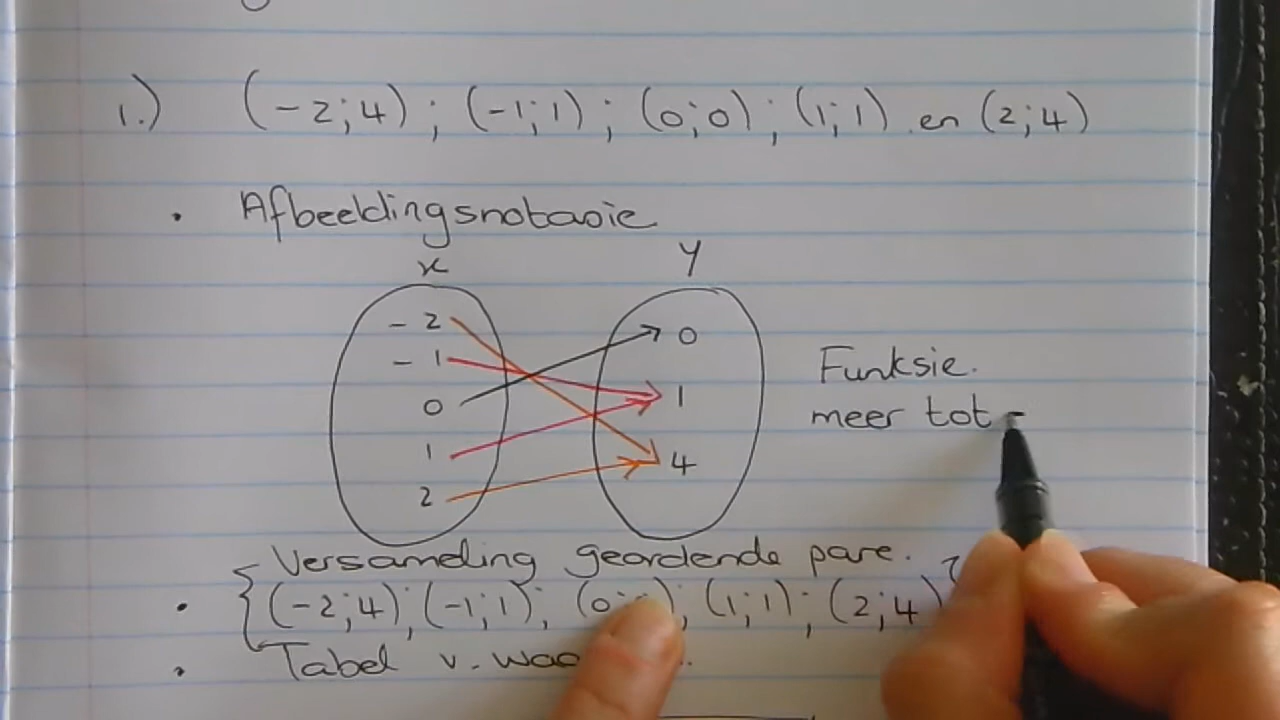 1.) (-2;4) ; (-1;1) ; (0;0) ; (1;1) en (2;4)
• Afbeeldingsnotasie
x y
- 2 0
- 1 1
0 4
1
2
Funksie.
meer tot -
Versameling geordende pare.
• {(-2;4);(-1;1); (0; ); (1;1); (2;4)}
• Tabel v.